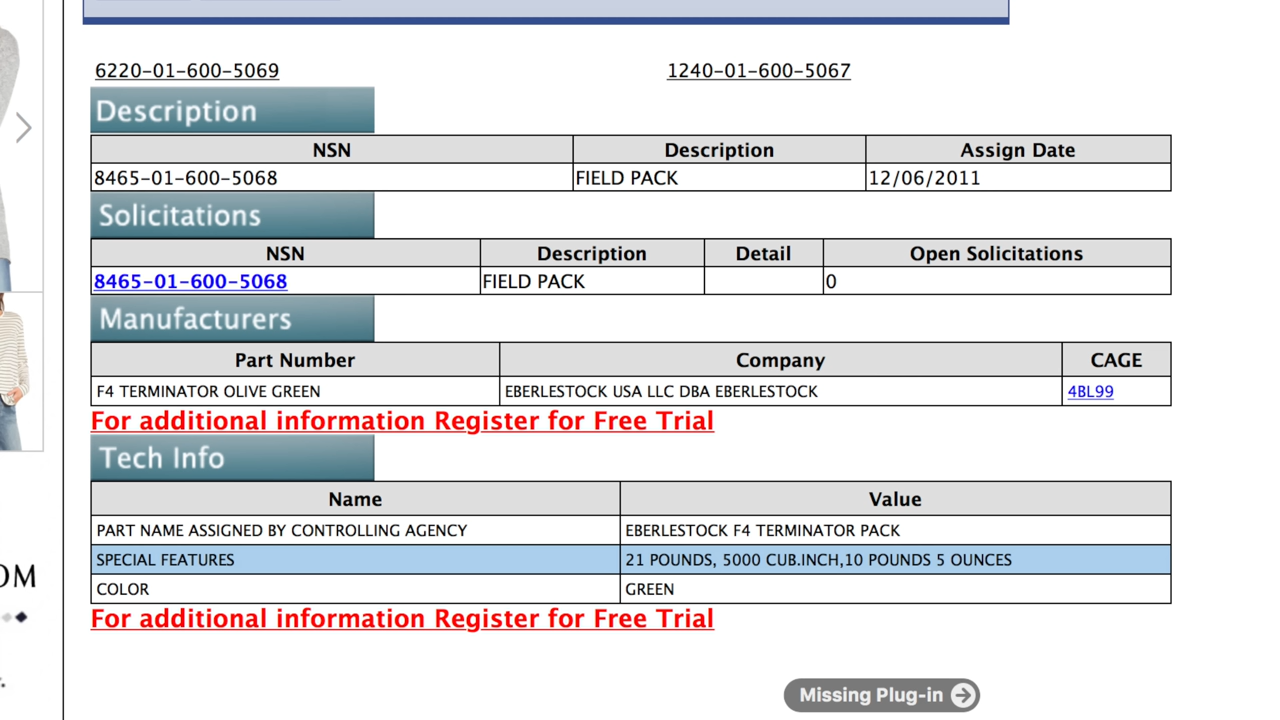 6220-01-600-5069 1240-01-600-5067
Description
NSN Description Assign Date
8465-01-600-5068 FIELD PACK 12/06/2011
Solicitations
NSN Description Detail Open Solicitations
8465-01-600-5068 FIELD PACK 0
Manufacturers
Part Number Company CAGE
F4 TERMINATOR OLIVE GREEN EBERLESTOCK USA LLC DBA EBERLESTOCK 4BL99
For additional information Register for Free Trial
Tech Info
Name Value
PART NAME ASSIGNED BY CONTROLLING AGENCY EBERLESTOCK F4 TERMINATOR PACK
SPECIAL FEATURES 21 POUNDS, 5000 CUB.INCH,10 POUNDS 5 OUNCES
COLOR GREEN
For additional information Register for Free Trial
Missing Plug-in